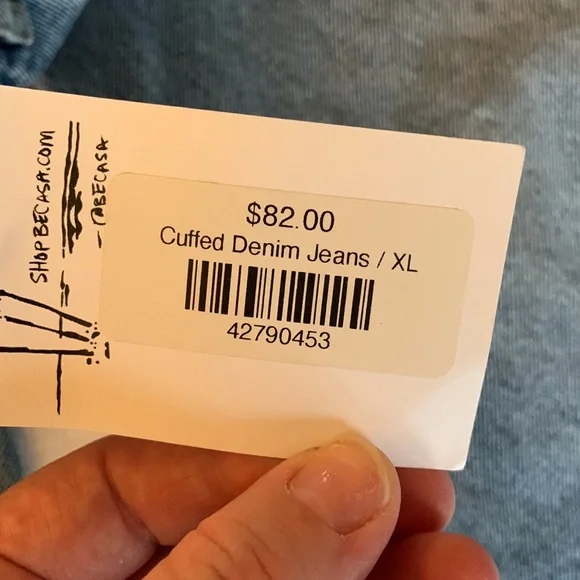 SHOPBECASA.COM
- @BECASA
$82.00
Cuffed Denim Jeans / XL
42790453